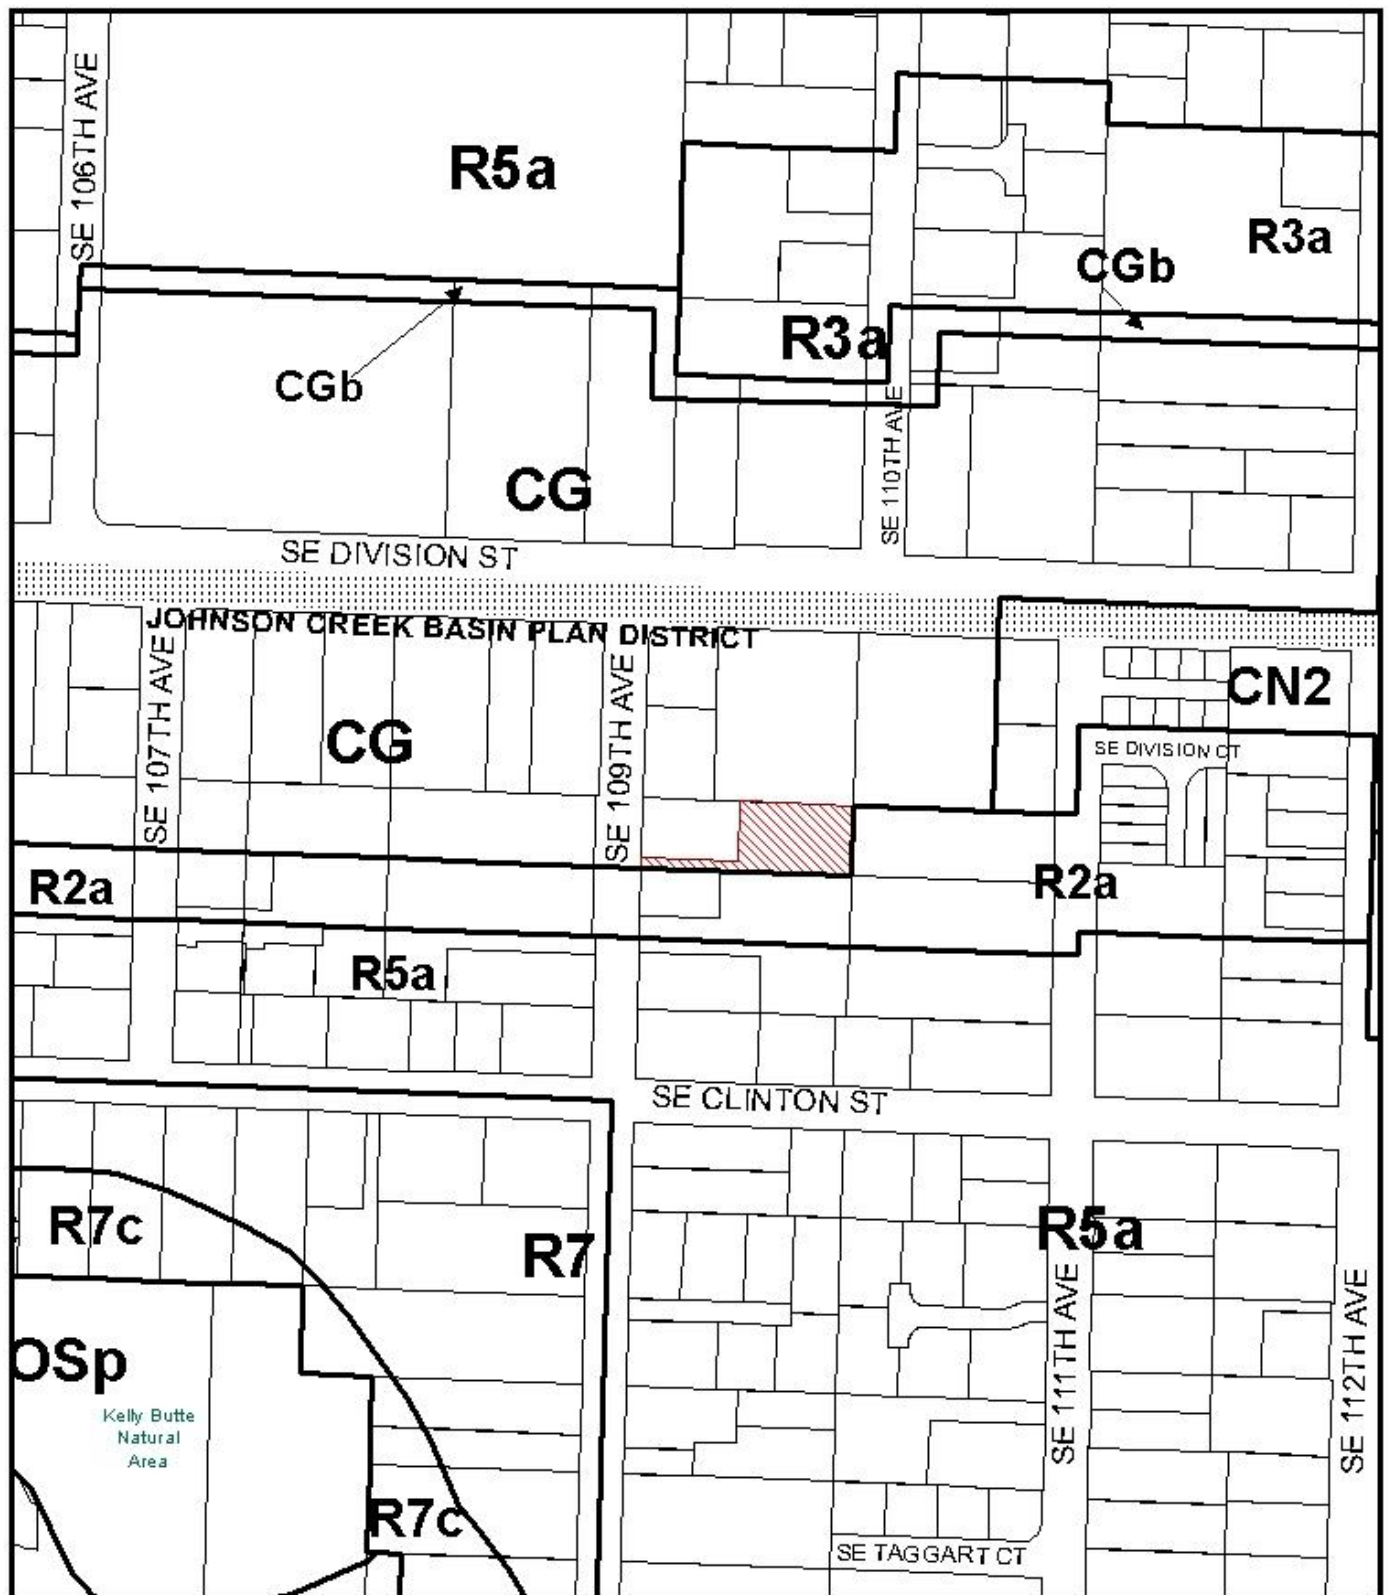 SE 106TH AVE
R5a
R3a
CGb
R3a
CGb
CG
SE 110TH AVE
SE DIVISION ST
JOHNSON CREEK BASIN PLAN DISTRICT
SE 107TH AVE
SE 109TH AVE
CN2
CG
SE DIVISION CT
R2a
R2a
R5a
SE CLINTON ST
R7c
R7
R5a
SE 111TH AVE
SE 112TH AVE
OSp
Kelly Butte
Natural
Area
R7c
SE TAGGART CT